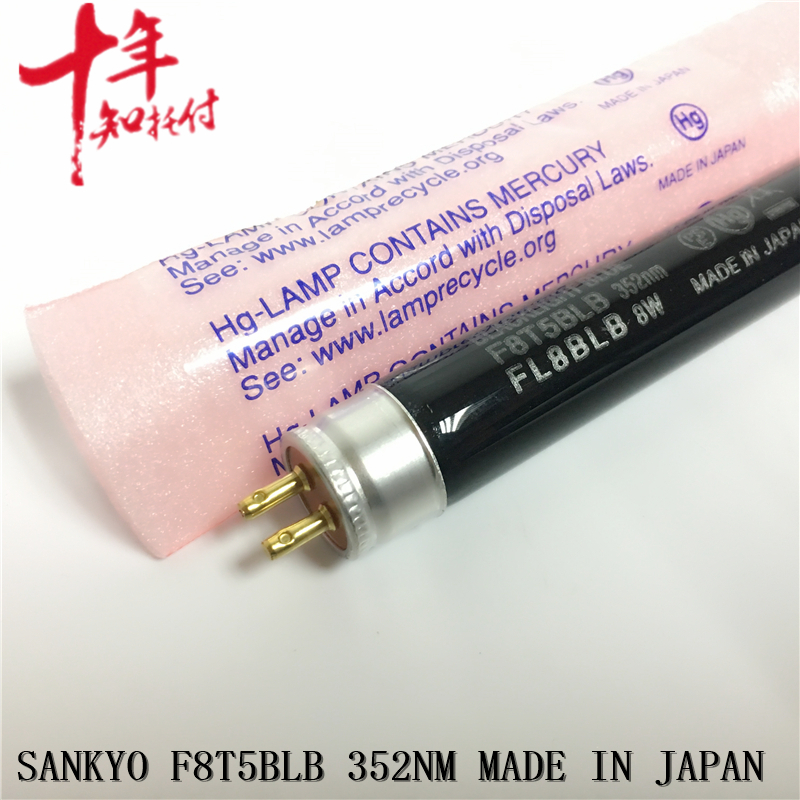 十年
知托付
Hg
MADE IN JAPAN
Manage in Accord with Disposal Laws.
See: www.lamprecycle.org
Hg
MADE IN JAPAN
Hg-LAMP CONTAINS MERCURY
Manage in Accord with Disposal Laws.
See: www.lamprecycle.org
F8T5BLB 352nm
FL8BLB 8W
Hg
MADE IN JAPAN
SANKYO F8T5BLB 352NM MADE IN JAPAN